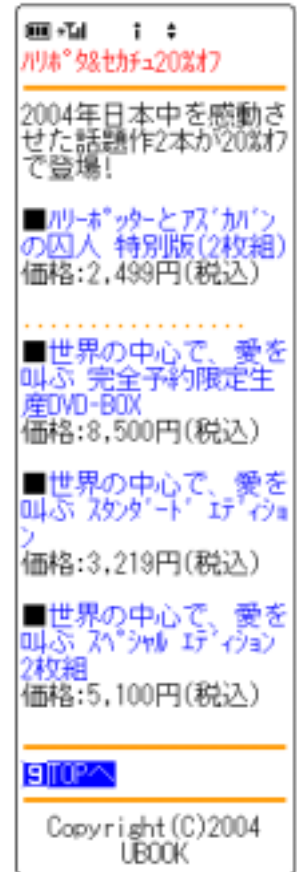 ﾊﾘﾎﾟﾀ&ｾｶﾁｭ20%ｵﾌ
2004年日本中を感動さ
せた話題作2本が20%ｵﾌ
で登場!
■ﾊﾘｰ･ﾎﾟｯﾀｰとｱｽﾞｶﾊﾞﾝ
の囚人 特別版(2枚組)
価格:2,499円(税込)
................
■世界の中心で、愛を
叫ぶ 完全予約限定生
産DVD-BOX
価格:8,500円(税込)
■世界の中心で、愛を
叫ぶ ｽﾀﾝﾀﾞｰﾄﾞ ｴﾃﾞｨｼｮ
ﾝ
価格:3,219円(税込)
■世界の中心で、愛を
叫ぶ ｽﾍﾟｼｬﾙ ｴﾃﾞｨｼｮﾝ
2枚組
価格:5,100円(税込)
9TOPへ
Copyright(C)2004
UBOOK